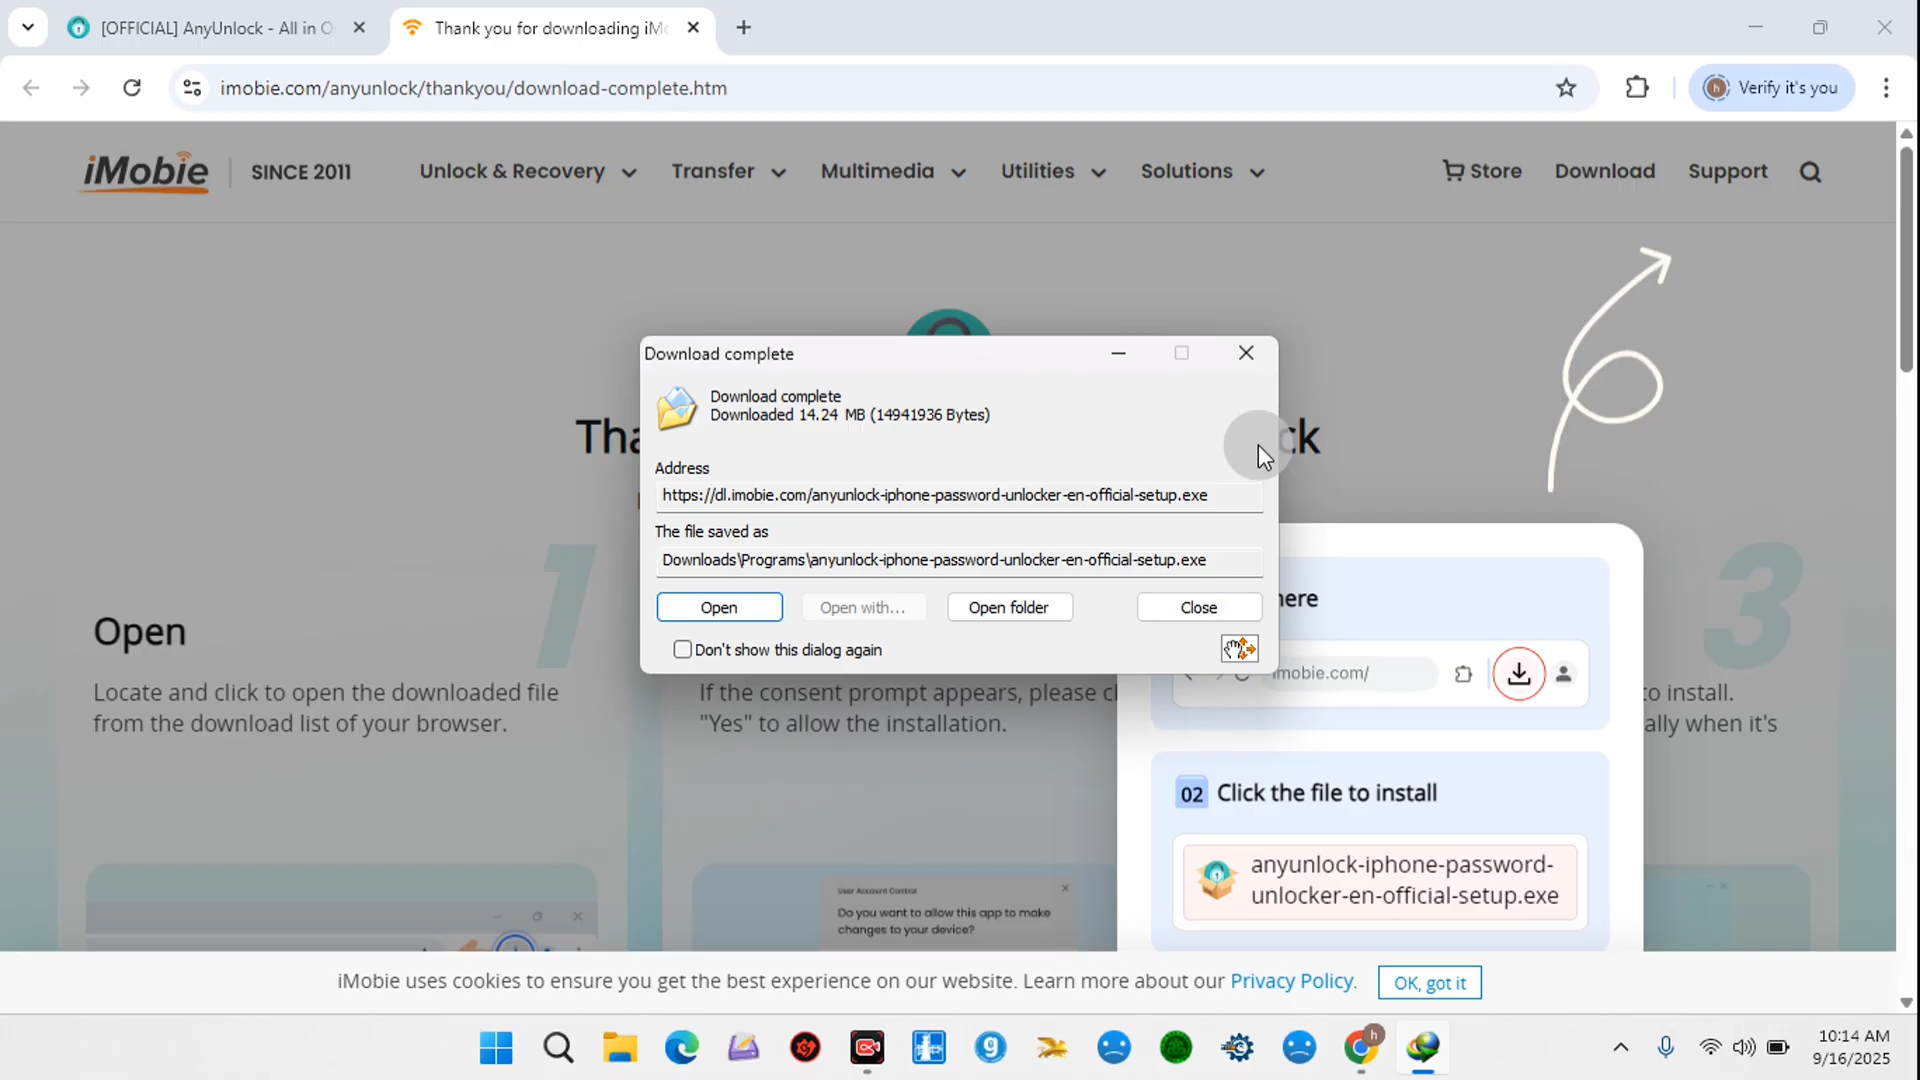 [OFFICIAL] AnyUnlock - All in O
Thank you for downloading iMo
imobie.com/anyunlock/thankyou/download-complete.htm
h
Verify it's you
iMobie
SINCE 2011
Unlock & Recovery
Transfer
Multimedia
Utilities
Solutions
Store
Download
Support
Download complete
Download complete
Downloaded 14.24 MB (14941936 Bytes)
Address
https://dl.imobie.com/anyunlock-iphone-password-unlocker-en-official-setup.exe
The file saved as
Downloads\Programs\anyunlock-iphone-password-unlocker-en-official-setup.exe
Open
Open with...
Open folder
Close
Don't show this dialog again
Tha
ck
1
Open
Locate and click to open the downloaded file
from the download list of your browser.
If the consent prompt appears, please cl
"Yes" to allow the installation.
3
to install.
ally when it's
here
imobie.com/
02 Click the file to install
anyunlock-iphone-password-
unlocker-en-official-setup.exe
User Account Control
Do you want to allow this app to make
changes to your device?
iMobie uses cookies to ensure you get the best experience on our website. Learn more about our Privacy Policy.
OK, got it
h
10:14 AM
9/16/2025